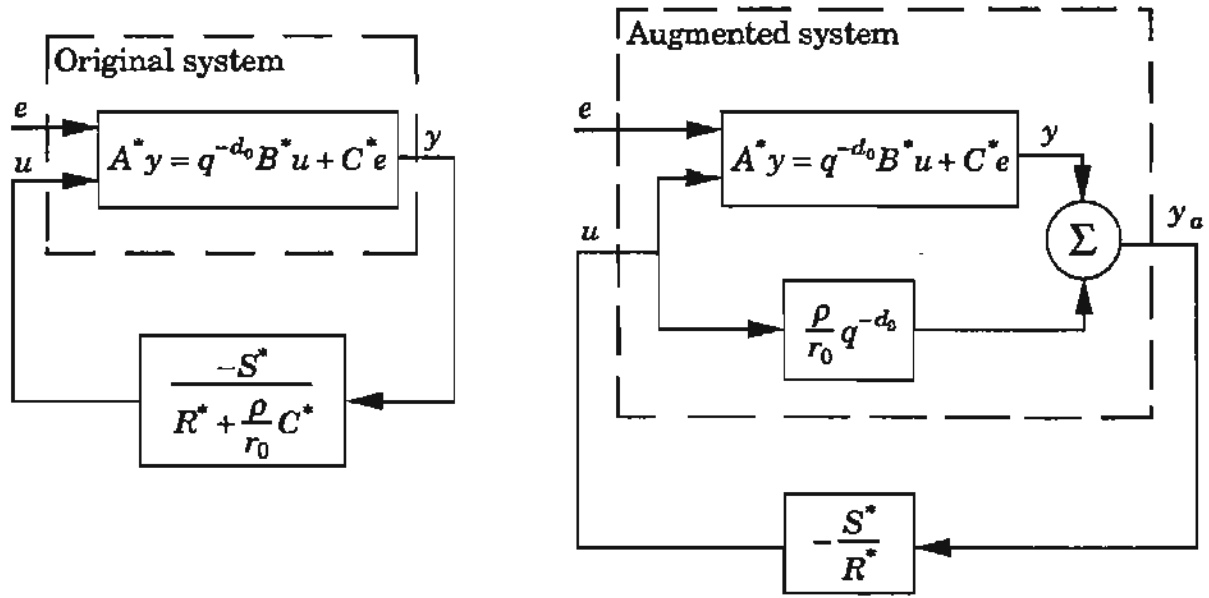 Original system
e
u
A*y = q^{-d_0}B*u + C*e
y
-S*
R* + ρ/r_0 C*
Augmented system
e
A*y = q^{-d_0}B*u + C*e
y
u
Σ
y_a
ρ/r_0 q^{-d_0}
- S*/R*